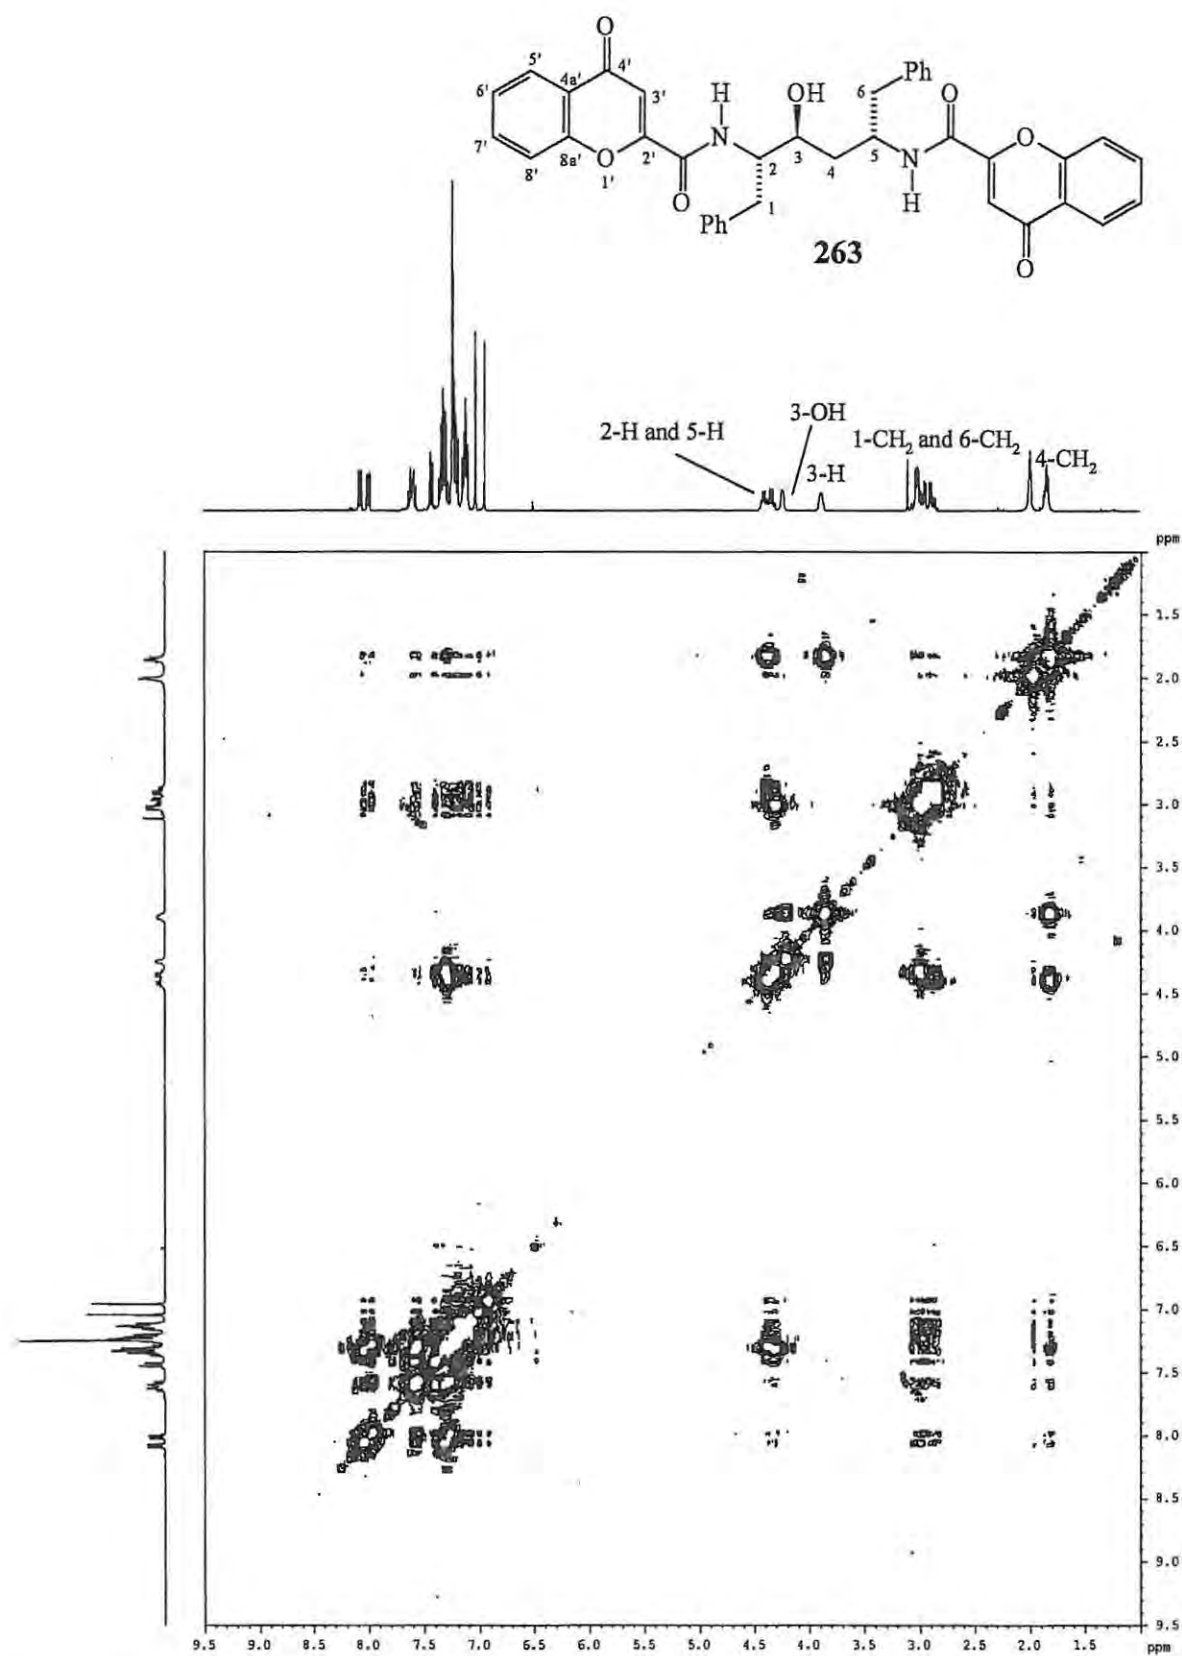 O
5'
4'
Ph
4a'
6'
3'
H
OH
6
O
7'
N
O
8a'
O
2'
3
5
N
8'
1'
2
4
O
1
H
Ph
O
263
3-OH
2-H and 5-H
1-CH₂ and 6-CH₂
3-H
4-CH₂
ppm
1.5
2.0
2.5
3.0
3.5
4.0
4.5
5.0
5.5
6.0
6.5
7.0
7.5
8.0
8.5
9.0
9.5
9.5 9.0 8.5 8.0 7.5 7.0 6.5 6.0 5.5 5.0 4.5 4.0 3.5 3.0 2.5 2.0 1.5 ppm